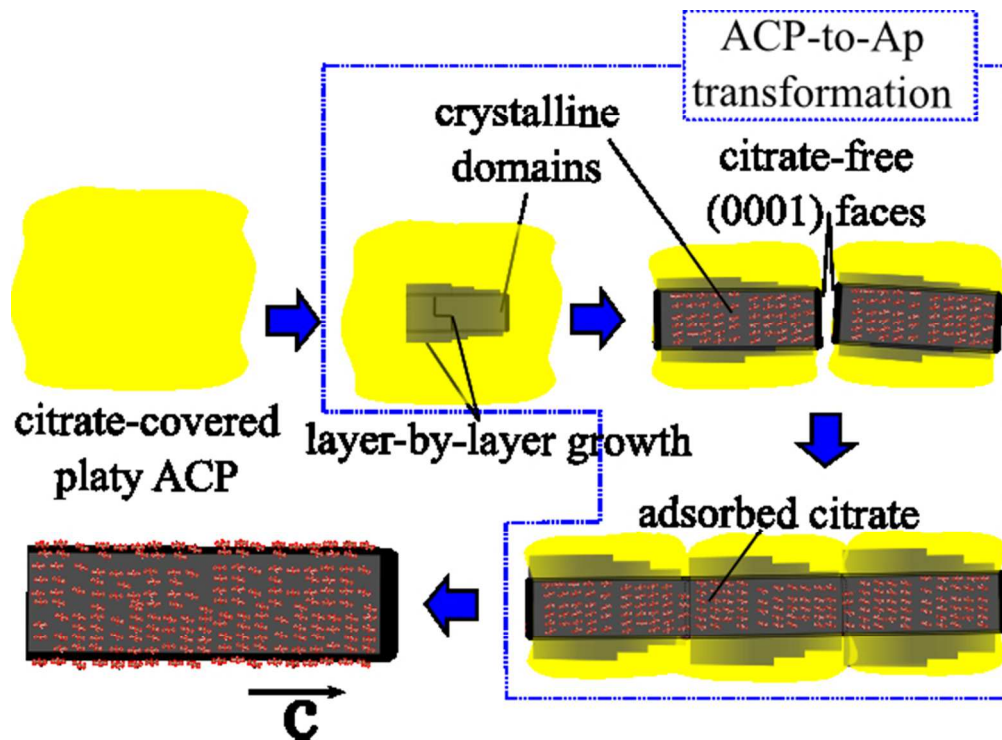 ACP-to-Ap
transformation
crystalline
domains
citrate-free
(0001) faces
citrate-covered
platy ACP
layer-by-layer growth
adsorbed citrate
C